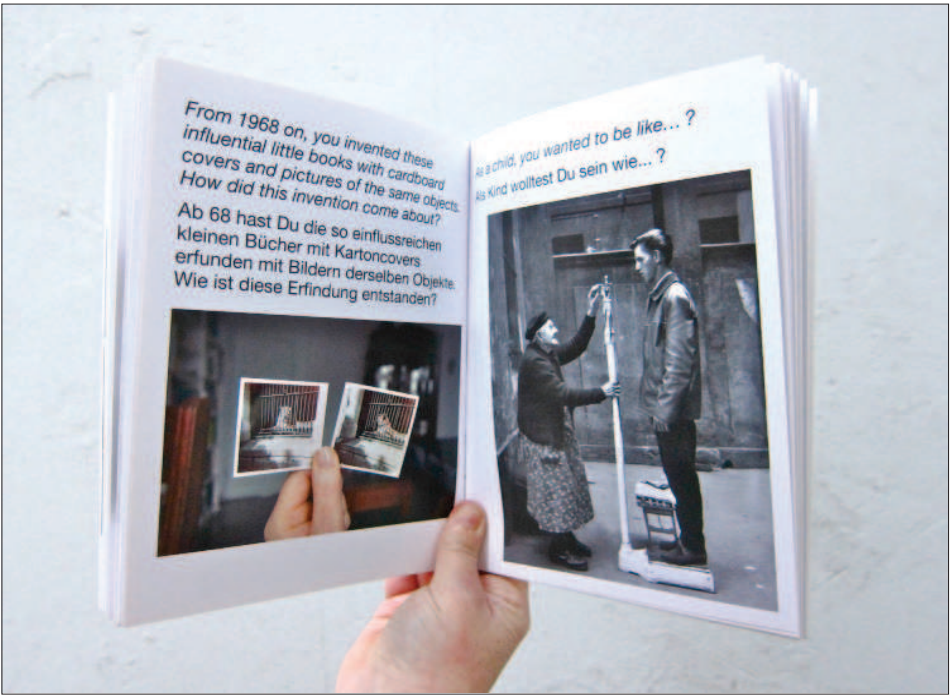 From 1968 on, you invented these
influential little books with cardboard
covers and pictures of the same objects.
How did this invention come about?
Ab 68 hast Du die so einflussreichen
kleinen Bücher mit Kartoncovers
erfunden mit Bildern derselben Objekte.
Wie ist diese Erfindung entstanden?
As a child, you wanted to be like... ?
Als Kind wolltest Du sein wie... ?